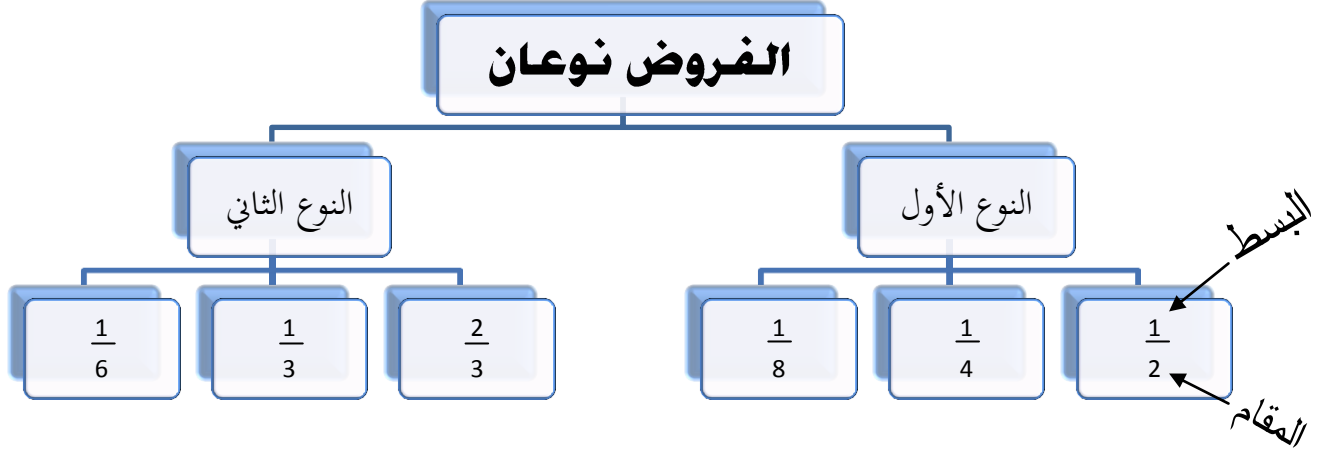 الفروض نوعان
النوع الأول
النوع الثاني
البسط
1/2
1/4
1/8
2/3
1/3
1/6
المقام